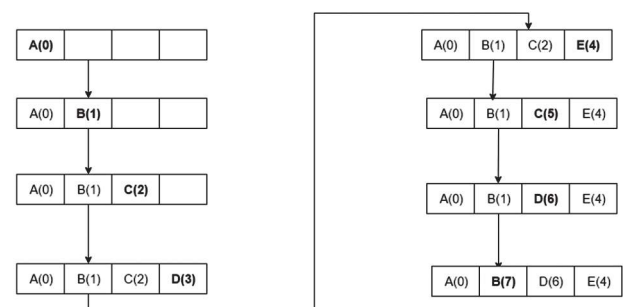 A(0)
A(0) B(1)
A(0) B(1) C(2)
A(0) B(1) C(2) D(3)
A(0) B(1) C(2) E(4)
A(0) B(1) C(5) E(4)
A(0) B(1) D(6) E(4)
A(0) B(7) D(6) E(4)